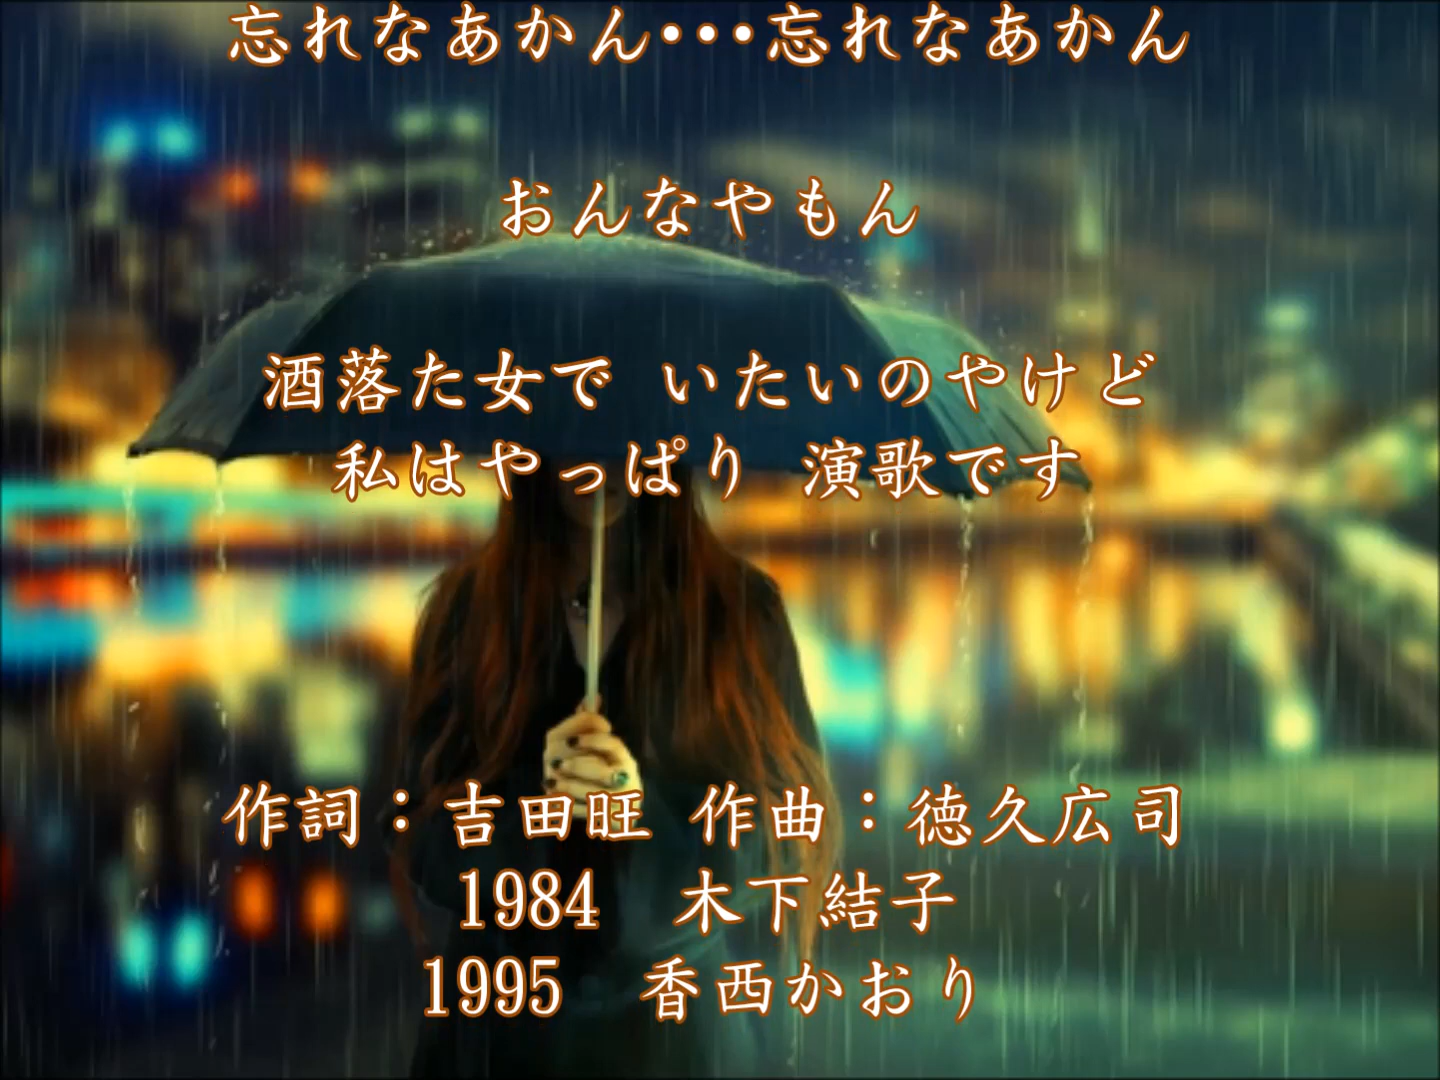 忘れなあかん・・・忘れなあかん
おんなやもん
洒落た女で いたいのやけど
私はやっぱり 演歌です
作詞：吉田旺 作曲：徳久広司
1984 木下結子
1995 香西かおり